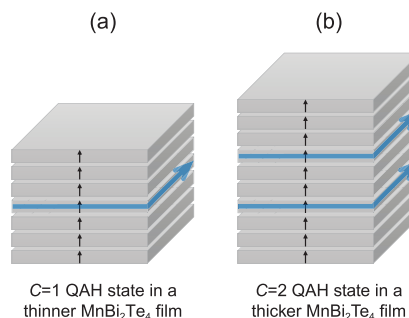 (a)
(b)
C=1 QAH state in a
thinner MnBi₂Te₄ film
C=2 QAH state in a
thicker MnBi₂Te₄ film